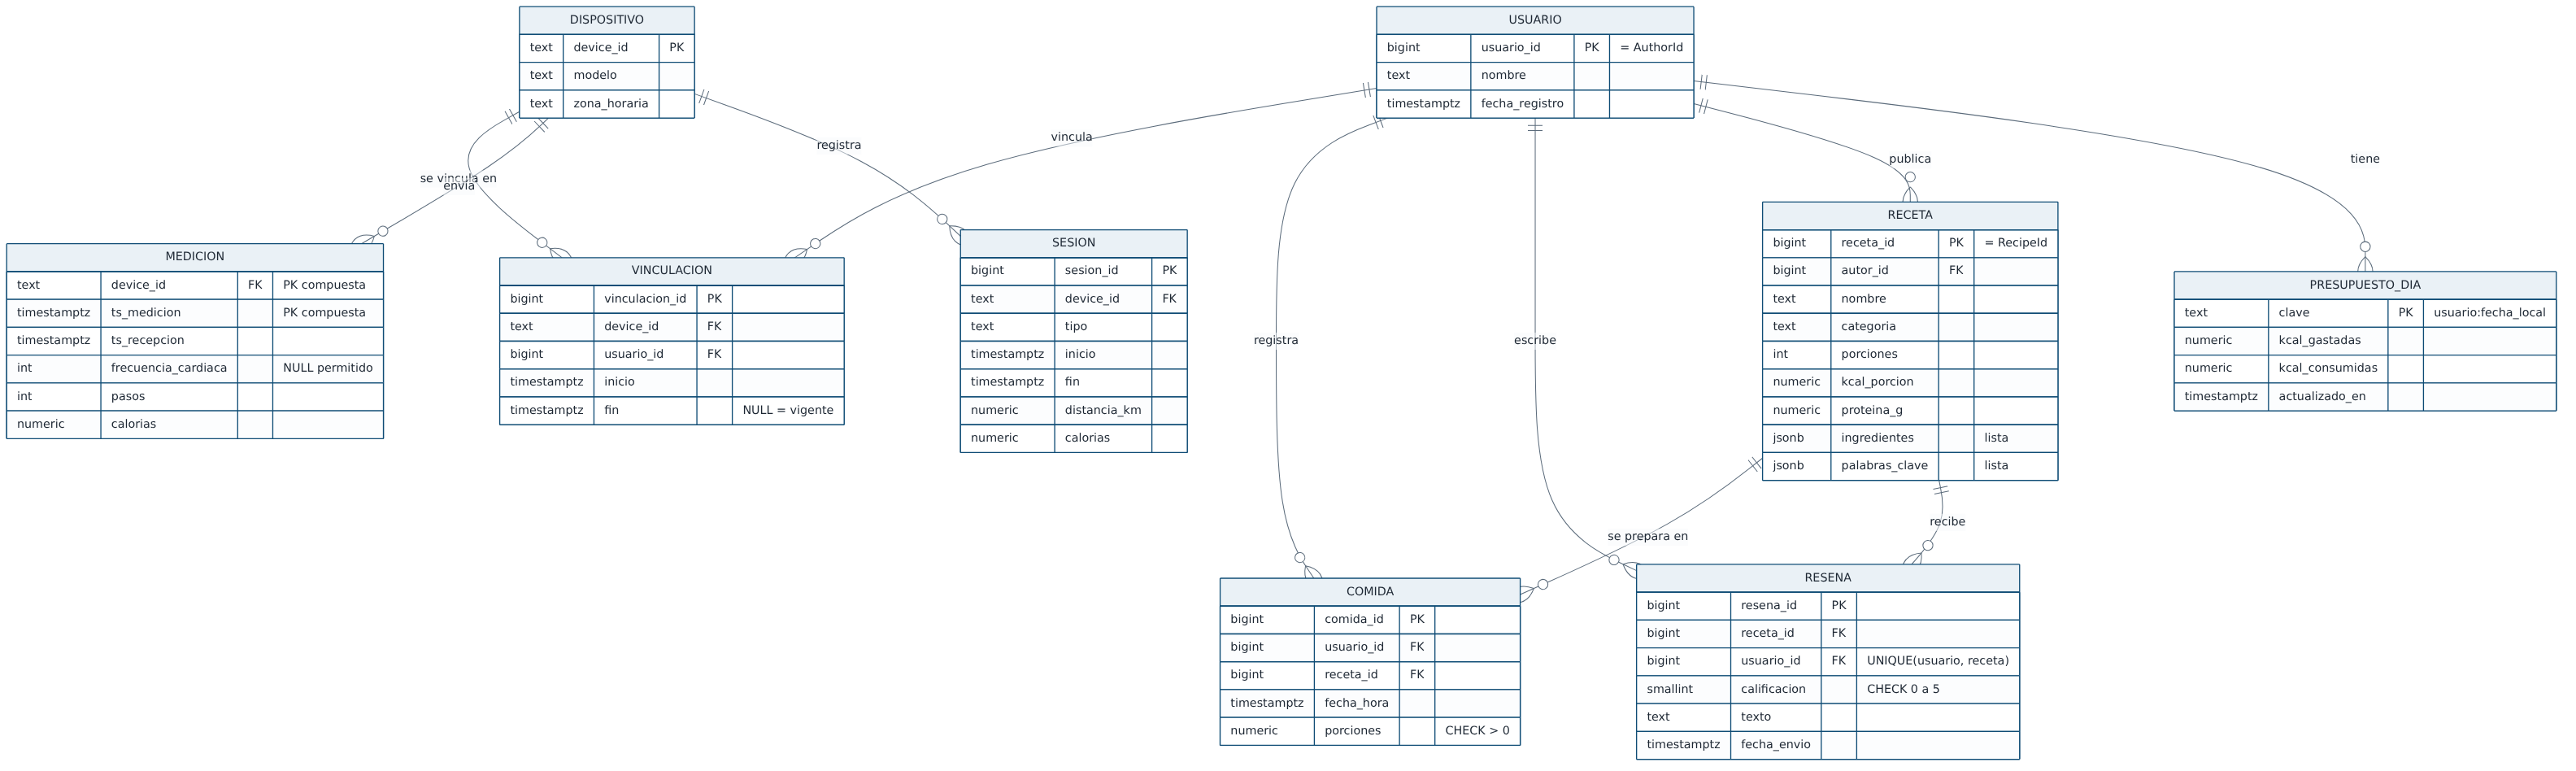 DISPOSITIVO
text device_id PK
text modelo
text zona_horaria
USUARIO
bigint usuario_id PK = AuthorId
text nombre
timestamptz fecha_registro
se vincula en
envia
registra
vincula
registra
escribe
publica
tiene
MEDICION
text device_id FK PK compuesta
timestamptz ts_medicion PK compuesta
timestamptz ts_recepcion
int frecuencia_cardiaca NULL permitido
int pasos
numeric calorias
VINCULACION
bigint vinculacion_id PK
text device_id FK
bigint usuario_id FK
timestamptz inicio
timestamptz fin NULL = vigente
SESION
bigint sesion_id PK
text device_id FK
text tipo
timestamptz inicio
timestamptz fin
numeric distancia_km
numeric calorias
RECETA
bigint receta_id PK = RecipeId
bigint autor_id FK
text nombre
text categoria
int porciones
numeric kcal_porcion
numeric proteina_g
jsonb ingredientes lista
jsonb palabras_clave lista
PRESUPUESTO_DIA
text clave PK usuario:fecha_local
numeric kcal_gastadas
numeric kcal_consumidas
timestamptz actualizado_en
se prepara en
recibe
COMIDA
bigint comida_id PK
bigint usuario_id FK
bigint receta_id FK
timestamptz fecha_hora
numeric porciones CHECK > 0
RESENA
bigint resena_id PK
bigint receta_id FK
bigint usuario_id FK UNIQUE(usuario, receta)
smallint calificacion CHECK 0 a 5
text texto
timestamptz fecha_envio